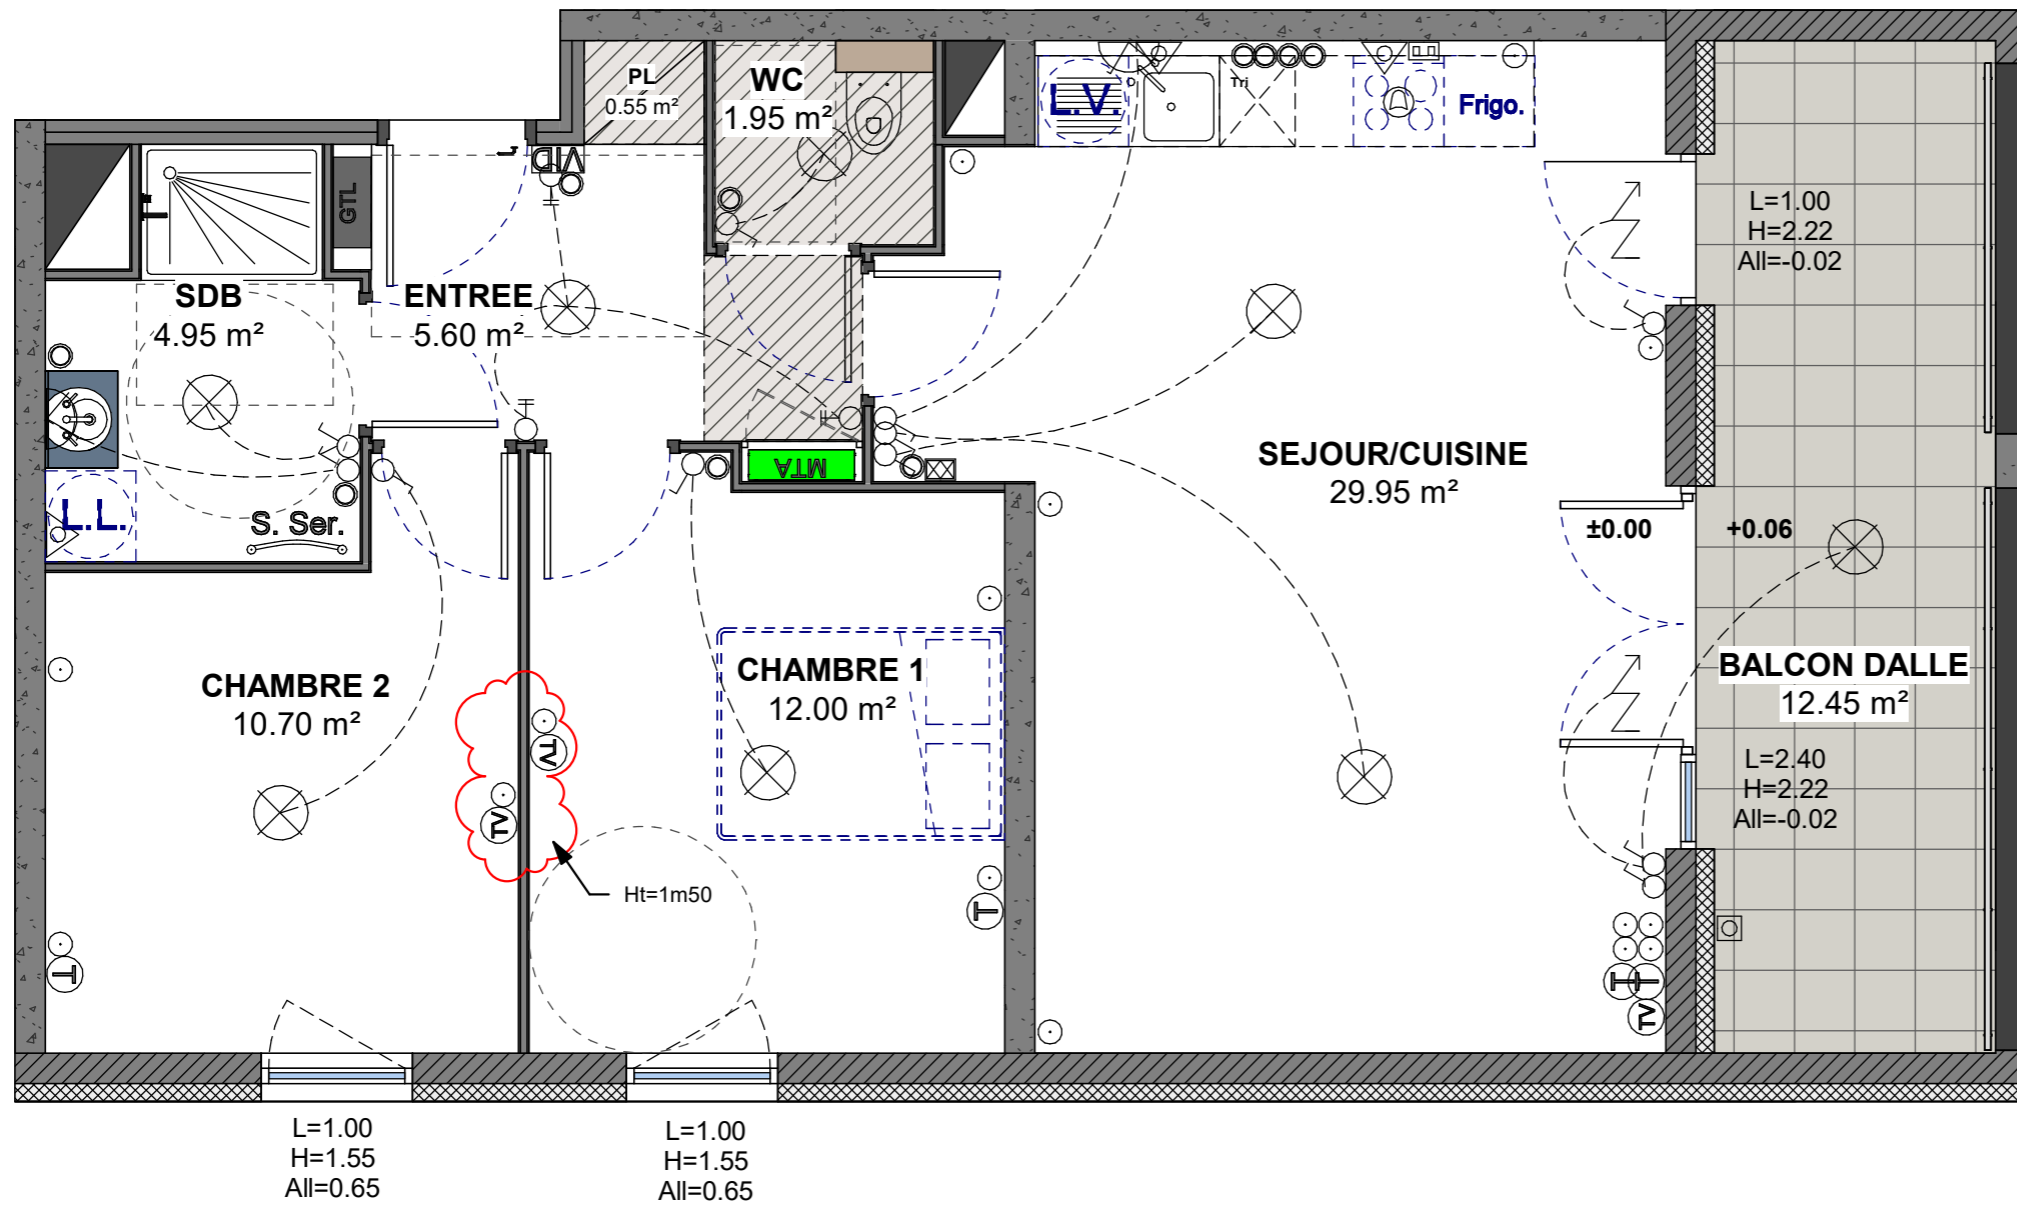 PL
0.55 m²
WC
1.95 m²
L.V.
Tri
Frigo.
VID
GTL
L=1.00
H=2.22
All=-0.02
SDB
4.95 m²
ENTREE
5.60 m²
SEJOUR/CUISINE
29.95 m²
MTA
L.L.
S. Ser.
±0.00
+0.06
CHAMBRE 2
10.70 m²
CHAMBRE 1
12.00 m²
BALCON DALLE
12.45 m²
TV
TV
L=2.40
H=2.22
All=-0.02
Ht=1m50
T
T
T
T
TV
L=1.00
H=1.55
All=0.65
L=1.00
H=1.55
All=0.65